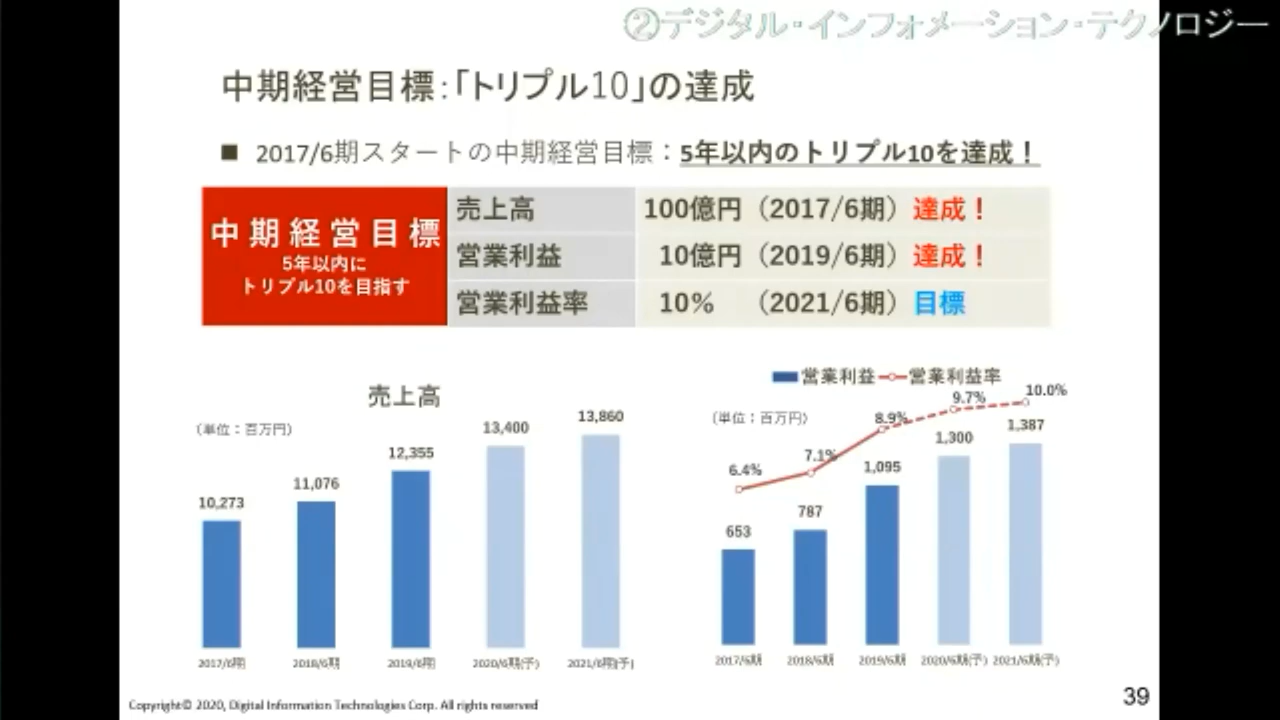 ②デジタル・インフォメーション・テクノロジー
中期経営目標:「トリプル10」の達成
■ 2017/6期スタートの中期経営目標：5年以内のトリプル10を達成！
中期経営目標
5年以内に
トリプル10を目指す
売上高 100億円（2017/6期）達成！
営業利益 10億円（2019/6期）達成！
営業利益率 10% （2021/6期）目標
売上高
（単位：百万円）
10,273
11,076
12,355
13,400
13,860
2017/6期 2018/6期 2019/6期 2020/6期(予) 2021/6期(予)
営業利益 営業利益率
（単位：百万円）
6.4% 7.1% 8.9% 9.7% 10.0%
653
787
1,095
1,300
1,387
2017/6期 2018/6期 2019/6期 2020/6期(予) 2021/6期(予)
Copyright© 2020, Digital Information Technologies Corp. All rights reserved
39